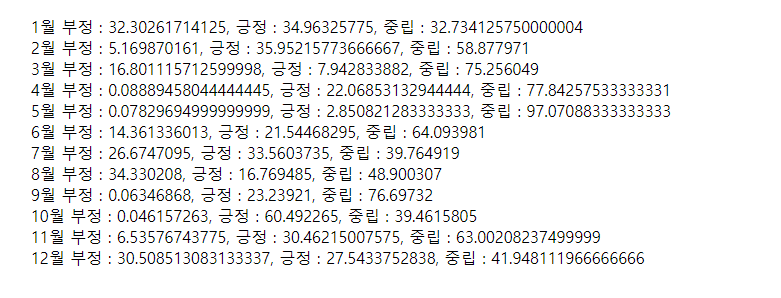 1월 부정 : 32.30261714125, 긍정 : 34.96325775, 중립 : 32.734125750000004
2월 부정 : 5.169870161, 긍정 : 35.95215773666667, 중립 : 58.877971
3월 부정 : 16.801115712599998, 긍정 : 7.942833882, 중립 : 75.256049
4월 부정 : 0.08889458044444445, 긍정 : 22.06853132944444, 중립 : 77.84257533333331
5월 부정 : 0.07829694999999999, 긍정 : 2.850821283333333, 중립 : 97.07088333333333
6월 부정 : 14.361336013, 긍정 : 21.54468295, 중립 : 64.093981
7월 부정 : 26.6747095, 긍정 : 33.5603735, 중립 : 39.764919
8월 부정 : 34.330208, 긍정 : 16.769485, 중립 : 48.900307
9월 부정 : 0.06346868, 긍정 : 23.23921, 중립 : 76.69732
10월 부정 : 0.046157263, 긍정 : 60.492265, 중립 : 39.4615805
11월 부정 : 6.53576743775, 긍정 : 30.46215007575, 중립 : 63.00208237499999
12월 부정 : 30.508513083133337, 긍정 : 27.5433752838, 중립 : 41.948111966666666